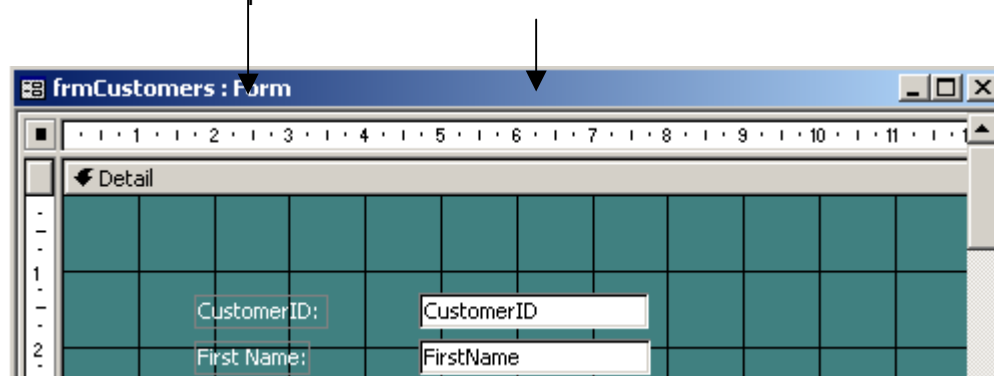 frmCustomers : Form
1 2 3 4 5 6 7 8 9 10 11
Detail
1
CustomerID: CustomerID
2
First Name: FirstName